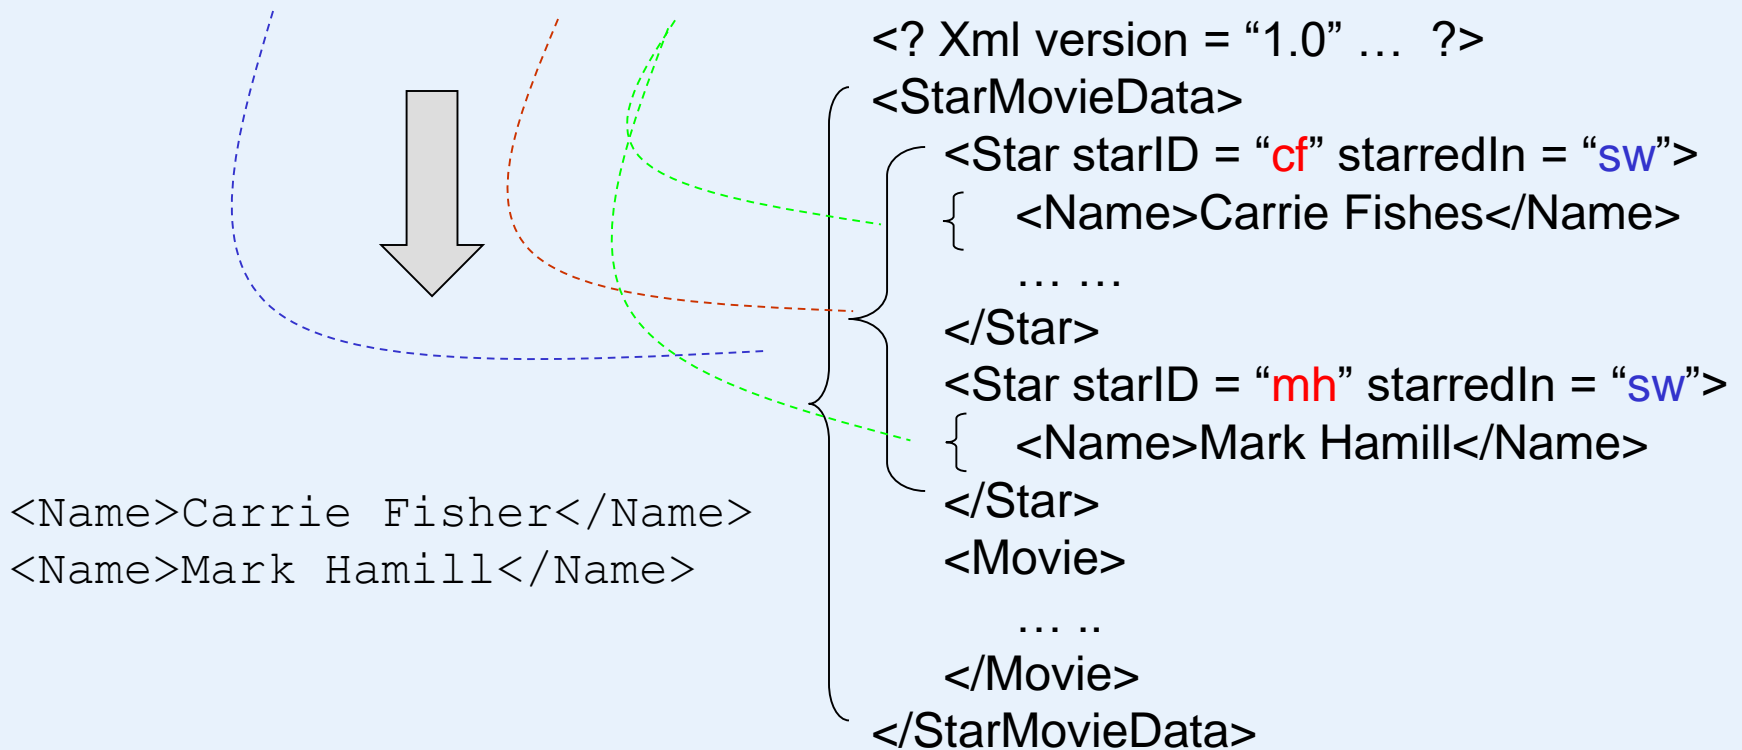 <? Xml version = “1.0” …  ?>
<StarMovieData>
<Star starID = “cf” starredIn = “sw”>
<Name>Carrie Fishes</Name>
… …
</Star>
<Star starID = “mh” starredIn = “sw”>
<Name>Mark Hamill</Name>
</Star>
<Movie>
… ..
</Movie>
</StarMovieData>
<Name>Carrie Fisher</Name>
<Name>Mark Hamill</Name>